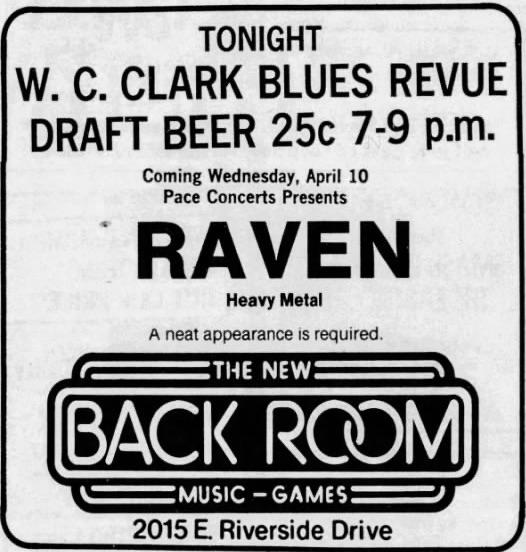 TONIGHT
W. C. CLARK BLUES REVUE
DRAFT BEER 25c 7-9 p.m.
Coming Wednesday, April 10
Pace Concerts Presents
RAVEN
Heavy Metal
A neat appearance is required.
THE NEW
BACK ROOM
MUSIC – GAMES
2015 E. Riverside Drive